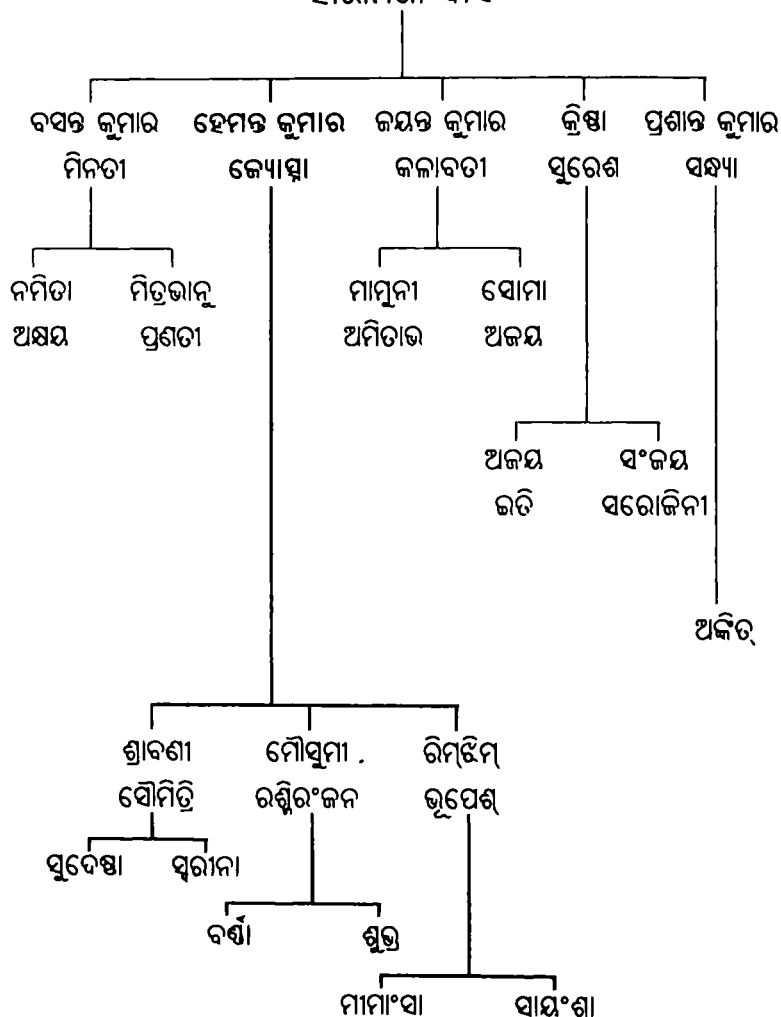 ବସନ୍ତ କୁମାର ହେମନ୍ତ କୁମାର ଜୟନ୍ତ କୁମାର କ୍ରିଷ୍ଣା ପ୍ରଶାନ୍ତ କୁମାର
ମିନତୀ ଜ୍ୟୋସ୍ନା କଳାବତୀ ସୁରେଶ ସନ୍ଧ୍ୟା
ନମିତା ମିତ୍ରଭାନୁ ମାମୁନୀ ସୋମା
ଅକ୍ଷୟ ପ୍ରଣତୀ ଅମିତାଭ ଅଜୟ
ଅଜୟ ସଂଜୟ
ଇତି ସରୋଜିନୀ
ଅଙ୍କିତ୍
ଶ୍ରାବଣୀ ମୌସୁମୀ ରିମ୍‌ଝିମ୍
ସୌମିତ୍ରି ରଶ୍ମିରଂଜନ ଭୂପେଶ୍
ସୁଦେଷ୍ଣା ସ୍ବରୀନା
ବର୍ଣ୍ଣା ଶୁଭ୍ର
ମୀମାଂସା ସାୟଂଶା